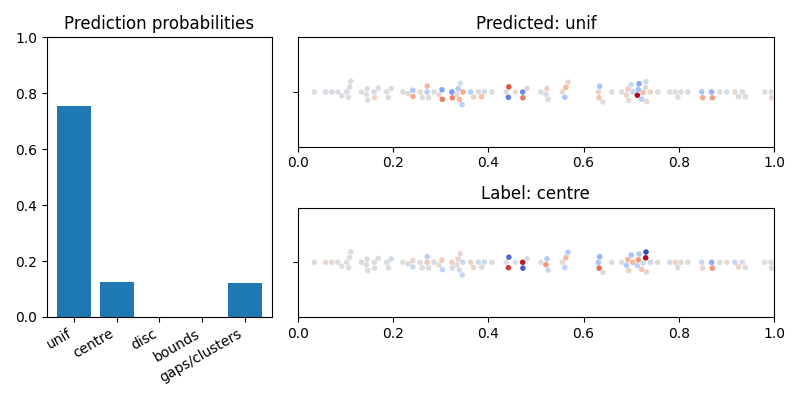 Prediction probabilities
1.0
0.8
0.6
0.4
0.2
0.0
unif
centre
disc
bounds
gaps/clusters
Predicted: unif
0.0 0.2 0.4 0.6 0.8 1.0
Label: centre
0.0 0.2 0.4 0.6 0.8 1.0